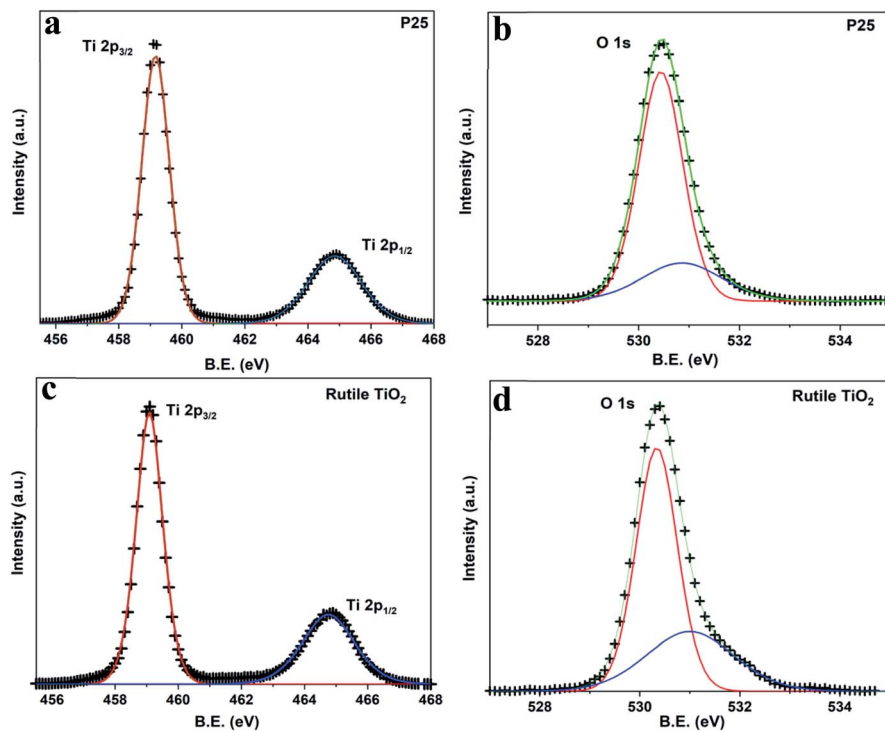 a
P25
Ti 2p3/2
Ti 2p1/2
Intensity (a.u.)
456 458 460 462 464 466 468
B.E. (eV)
b
P25
O 1s
Intensity (a.u.)
528 530 532 534
B.E. (eV)
c
Rutile TiO2
Ti 2p3/2
Ti 2p1/2
Intensity (a.u.)
456 458 460 462 464 466 468
B.E. (eV)
d
Rutile TiO2
O 1s
Intensity (a.u.)
528 530 532 534
B.E. (eV)